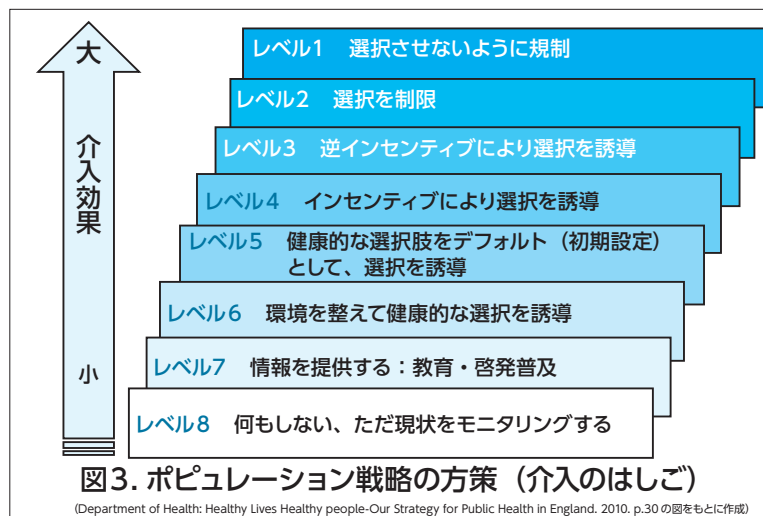 大
介入効果
小
レベル1 選択させないように規制
レベル2 選択を制限
レベル3 逆インセンティブにより選択を誘導
レベル4 インセンティブにより選択を誘導
レベル5 健康的な選択肢をデフォルト（初期設定）
として、選択を誘導
レベル6 環境を整えて健康的な選択を誘導
レベル7 情報を提供する：教育・啓発普及
レベル8 何もしない、ただ現状をモニタリングする
図3. ポピュレーション戦略の方策（介入のはしご）
(Department of Health: Healthy Lives Healthy people-Our Strategy for Public Health in England. 2010. p.30 の図をもとに作成)